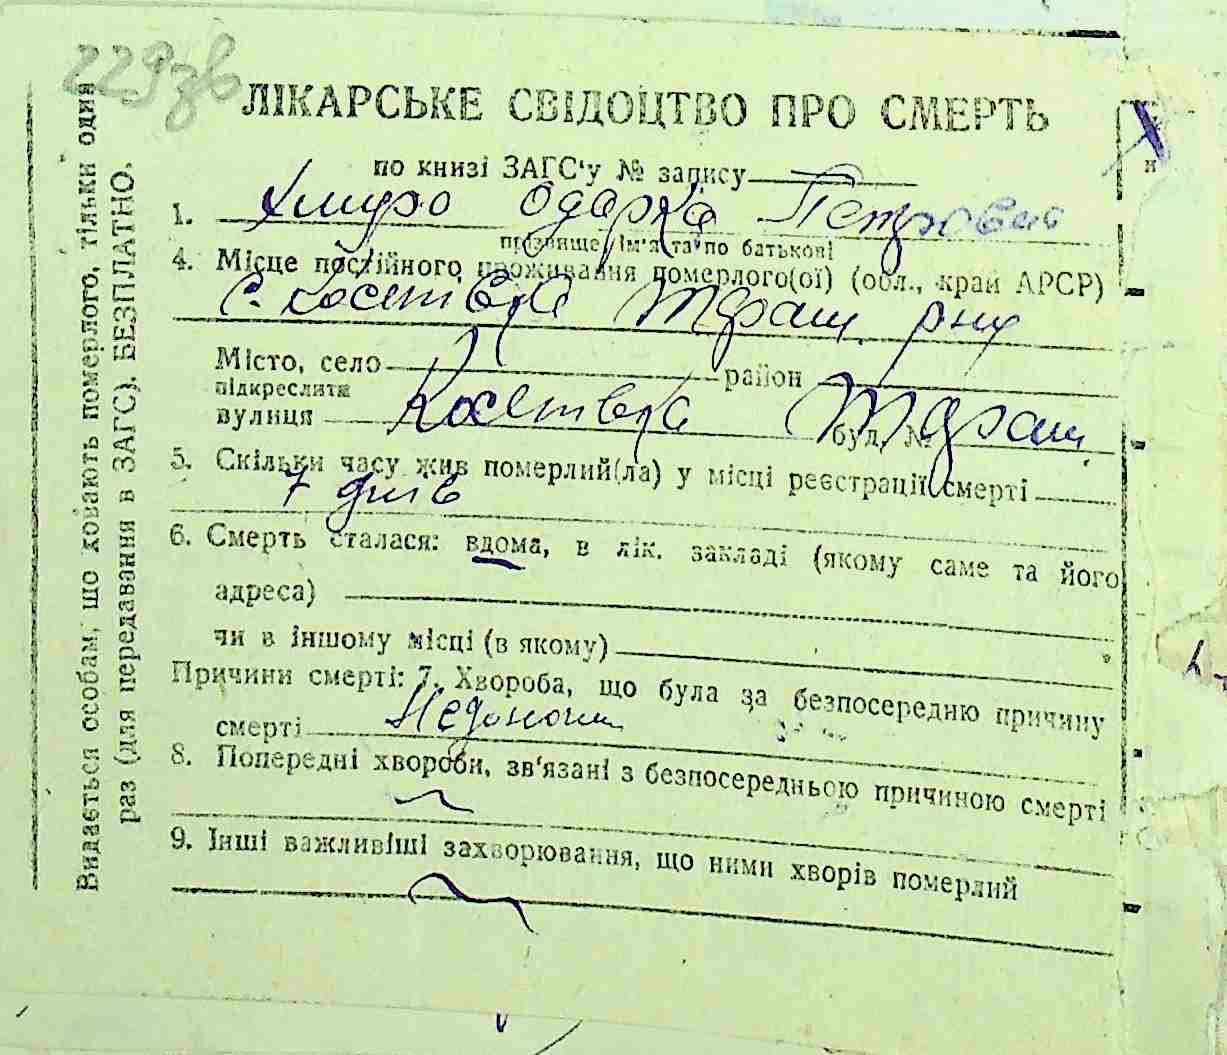 229зв
ЛІКАРСЬКЕ СВІДОЦТВО ПРО СМЕРТЬ
по книзі ЗАГС'у № запису
1. Хмуро Одарка Петровна
прізвище, ім'я та по батькові
4. Місце постійного проживання померлого(ої) (обл., край АРСР)
с.
Місто, село район
підкреслити
вулиця буд. №
5. Скільки часу жив померлий(ла) у місці реєстрації смерті
7 днів
6. Смерть сталася: вдома, в лік. закладі (якому саме та його
адреса)
чи в іншому місці (в якому)
Причини смерті: 7. Хвороба, що була за безпосередню причину
смерті
8. Попередні хвороби, зв'язані з безпосередньою причиною смерті
9. Інші важливіші захворювання, що ними хворів померлий
Видається особам, що ховають померлого, тільки один
раз (для передавання в ЗАГС). БЕЗПЛАТНО.